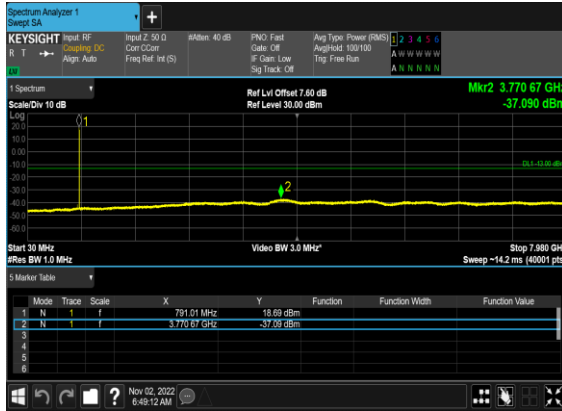 Spectrum Analyzer 1
Swept SA
+
KEYSIGHT Input: RF Input Z: 50 Ω #Atten: 40 dB PNO: Fast Avg Type: Power (RMS) 1 2 3 4 5 6
R T Coupling: DC Corr CCorr Gate: Off Avg|Hold: 100/100 A W W W W W
Align: Auto Freq Ref: Int (S) IF Gain: Low Trig: Free Run
LU Sig Track: Off A N N N N N
1 Spectrum Ref Lvl Offset 7.60 dB Mkr2 3.770 67 GHz
Scale/Div 10 dB Ref Level 30.00 dBm -37.090 dBm
Log
20.0
10.0
0.00
-10.0
-20.0
-30.0
-40.0
-50.0
-60.0
1
DL1 -13.00 dBm
2
Start 30 MHz Video BW 3.0 MHz* Stop 7.980 GHz
#Res BW 1.0 MHz Sweep ~14.2 ms (40001 pts)
5 Marker Table
Mode Trace Scale X Y Function Function Width Function Value
1 N 1 f 791.01 MHz 18.69 dBm
2 N 1 f 3.770 67 GHz -37.09 dBm
3
4
5
6
? Nov 02, 2022
6:49:12 AM